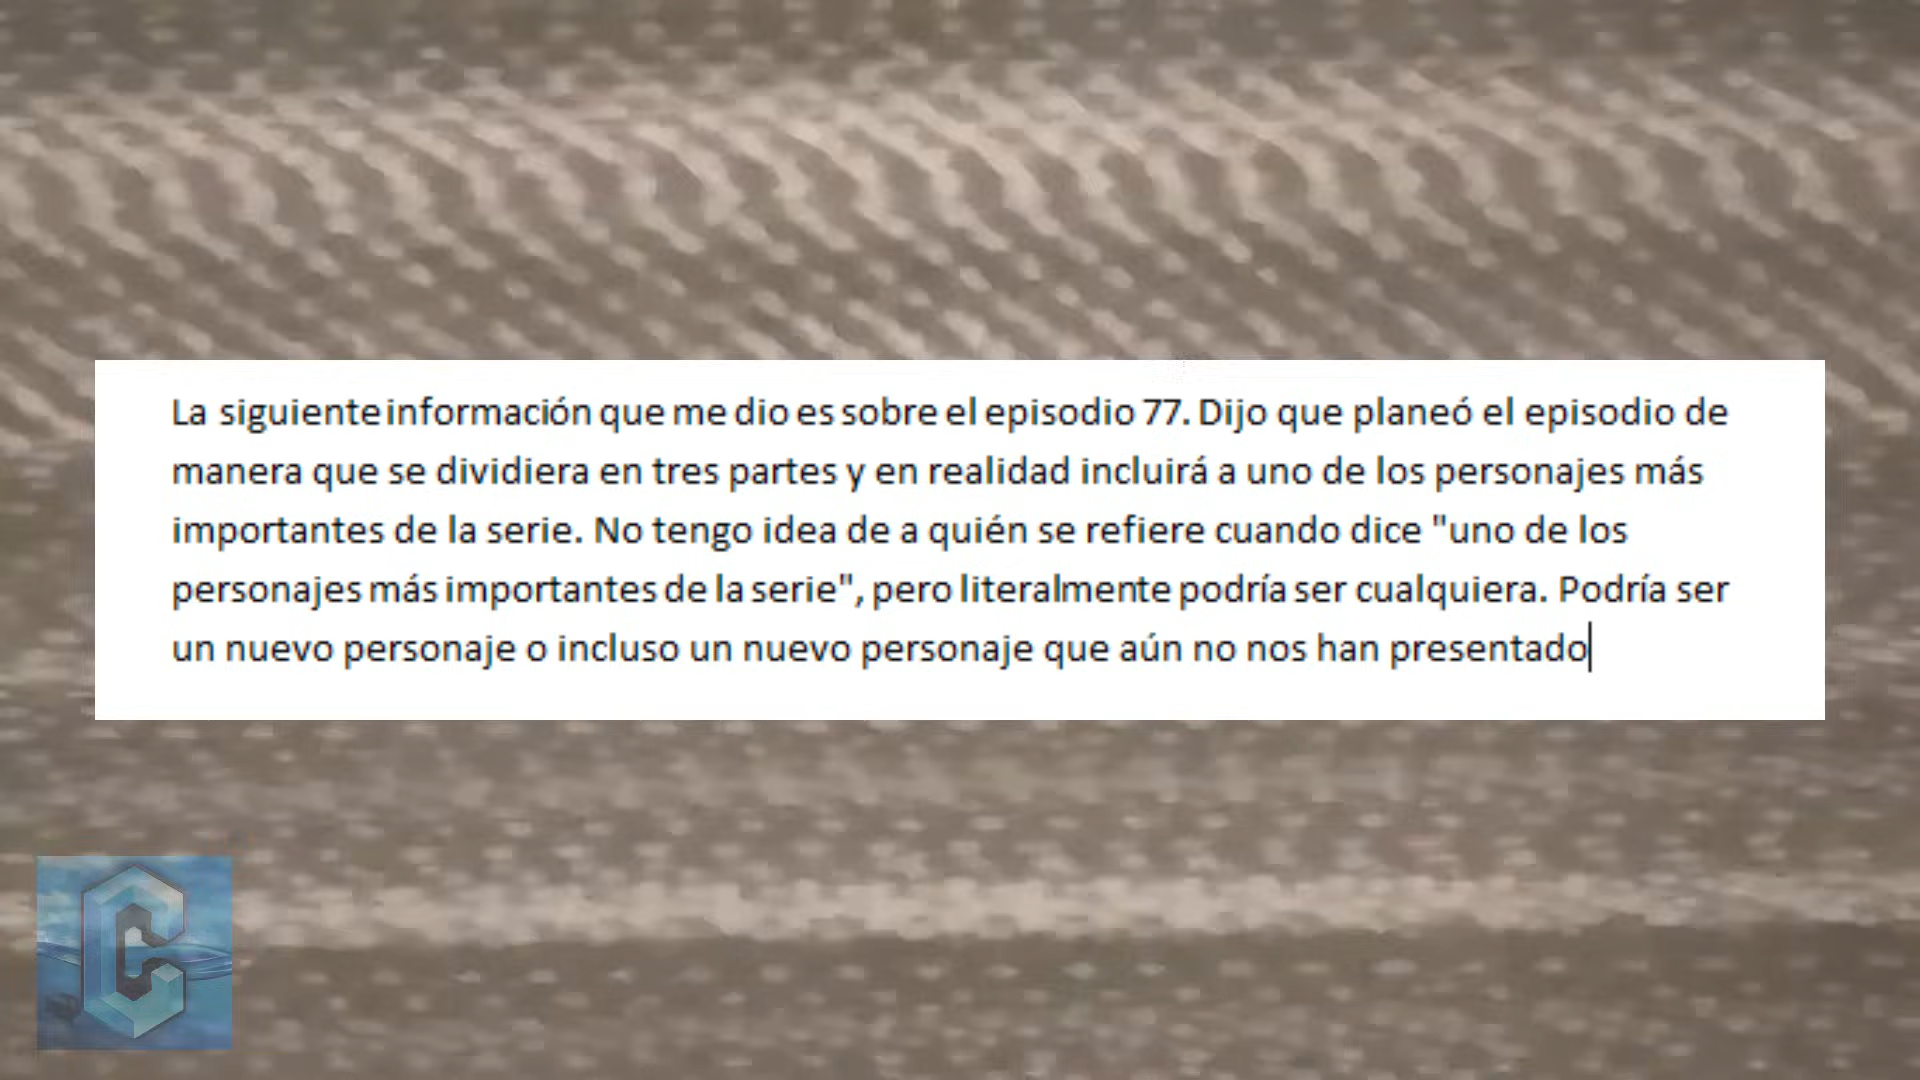 La siguiente información que me dio es sobre el episodio 77. Dijo que planeó el episodio de
manera que se dividiera en tres partes y en realidad incluirá a uno de los personajes más
importantes de la serie. No tengo idea de a quién se refiere cuando dice "uno de los
personajes más importantes de la serie", pero literalmente podría ser cualquiera. Podría ser
un nuevo personaje o incluso un nuevo personaje que aún no nos han presentado